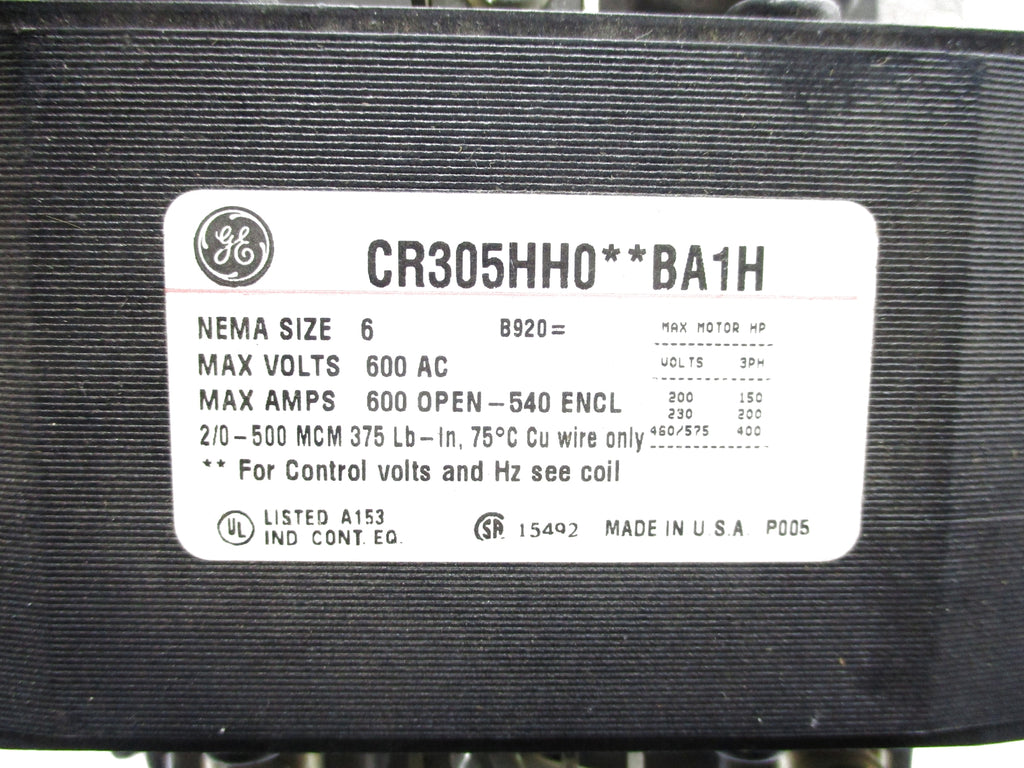 GE
CR305HH0**BA1H
NEMA SIZE 6 B920=
MAX VOLTS 600 AC
MAX AMPS 600 OPEN-540 ENCL
2/0-500 MCM 375 Lb-In, 75°C Cu wire only
** For Control volts and Hz see coil
MAX MOTOR HP
VOLTS 3PH
200 150
230 200
460/575 400
UL LISTED A153
IND CONT. EQ.
SA 15492 MADE IN U.S.A. P005